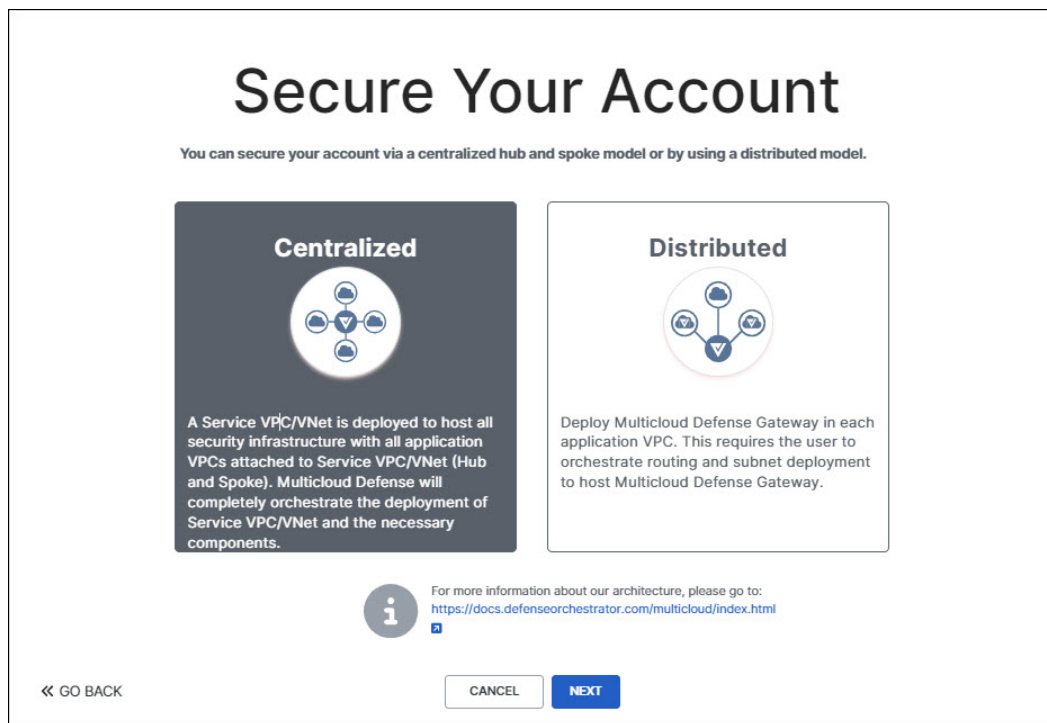 Secure Your Account
You can secure your account via a centralized hub and spoke model or by using a distributed model.
Centralized
A Service VPC/VNet is deployed to host all
security infrastructure with all application
VPCs attached to Service VPC/VNet (Hub
and Spoke). Multicloud Defense will
completely orchestrate the deployment of
Service VPC/VNet and the necessary
components.
Distributed
Deploy Multicloud Defense Gateway in each
application VPC. This requires the user to
orchestrate routing and subnet deployment
to host Multicloud Defense Gateway.
For more information about our architecture, please go to:
https://docs.defenseorchestrator.com/multicloud/index.html
« GO BACK
CANCEL
NEXT